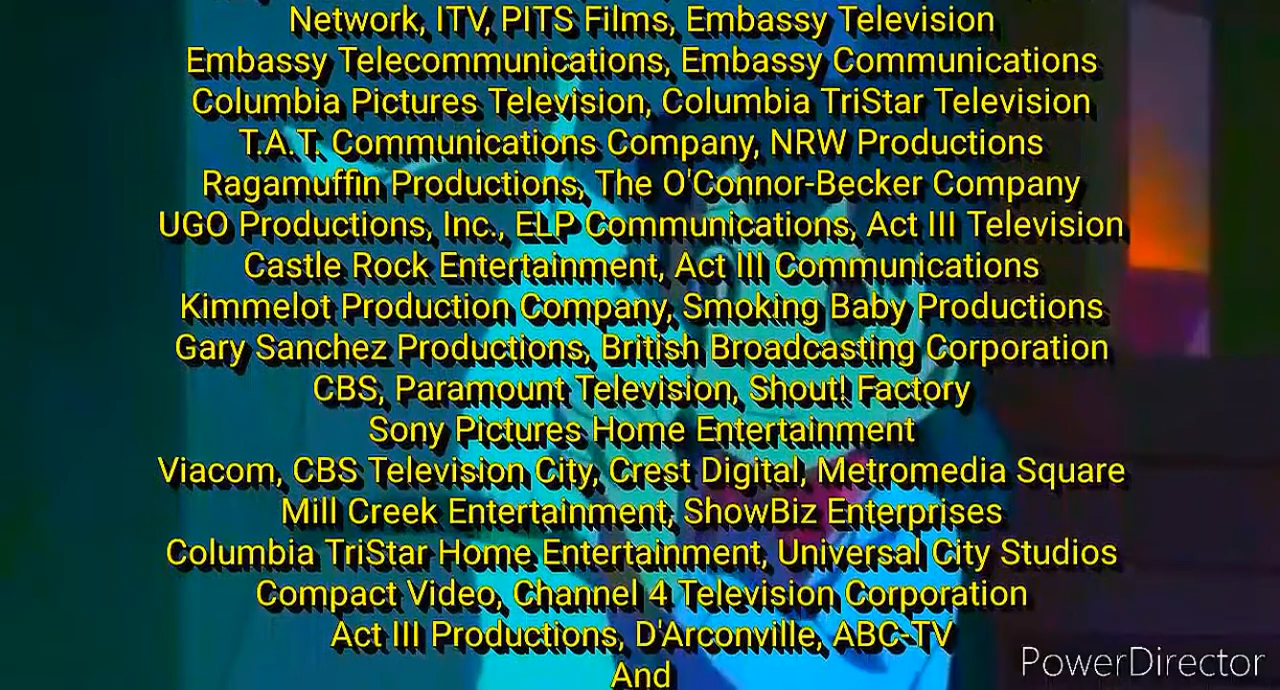 Network, ITV, PITS Films, Embassy Television
Embassy Telecommunications, Embassy Communications
Columbia Pictures Television, Columbia TriStar Television
T.A.T. Communications Company, NRW Productions
Ragamuffin Productions, The O'Connor-Becker Company
UGO Productions, Inc., ELP Communications, Act III Television
Castle Rock Entertainment, Act III Communications
Kimmelot Production Company, Smoking Baby Productions
Gary Sanchez Productions, British Broadcasting Corporation
CBS, Paramount Television, Shout! Factory
Sony Pictures Home Entertainment
Viacom, CBS Television City, Crest Digital, Metromedia Square
Mill Creek Entertainment, ShowBiz Enterprises
Columbia TriStar Home Entertainment, Universal City Studios
Compact Video, Channel 4 Television Corporation
Act III Productions, D'Arconville, ABC-TV
And
PowerDirector